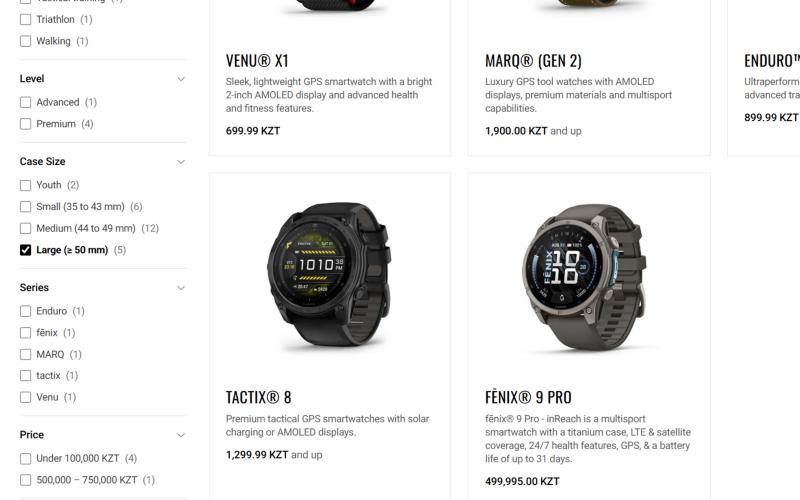 Triathlon (1)
Walking (1)
Level
Advanced (1)
Premium (4)
Case Size
Youth (2)
Small (35 to 43 mm) (6)
Medium (44 to 49 mm) (12)
Large (≥ 50 mm) (5)
Series
Enduro (1)
fēnix (1)
MARQ (1)
tactix (1)
Venu (1)
Price
Under 100,000 KZT (4)
500,000 – 750,000 KZT (1)
VENU® X1
Sleek, lightweight GPS smartwatch with a bright
2-inch AMOLED display and advanced health
and fitness features.
699.99 KZT
MARQ® (GEN 2)
Luxury GPS tool watches with AMOLED
displays, premium materials and multisport
capabilities.
1,900.00 KZT and up
ENDURO™
Ultraperform
advanced tra
899.99 KZT
1010 38
TACTIX® 8
Premium tactical GPS smartwatches with solar
charging or AMOLED displays.
1,299.99 KZT and up
FĒNIX
10
10
38
FĒNIX® 9 PRO
fēnix® 9 Pro - inReach is a multisport
smartwatch with a titanium case, LTE & satellite
coverage, 24/7 health features, GPS, & a battery
life of up to 31 days.
499,995.00 KZT